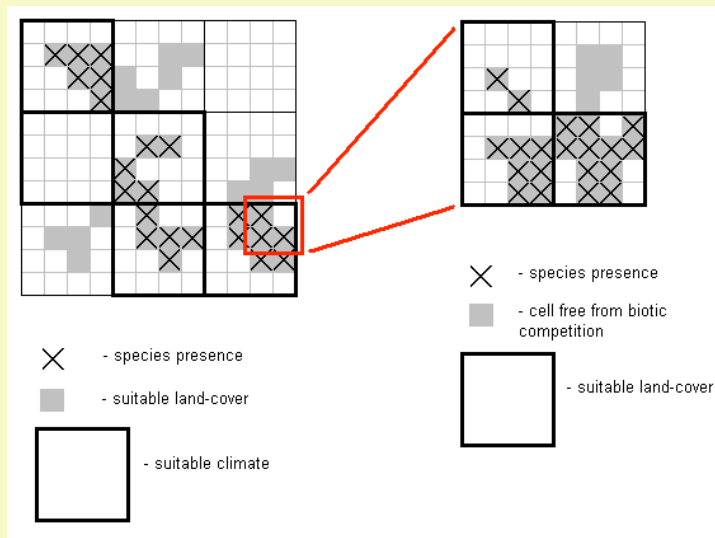 - species presence
- suitable land-cover
- suitable climate
- species presence
- cell free from biotic
competition
- suitable land-cover